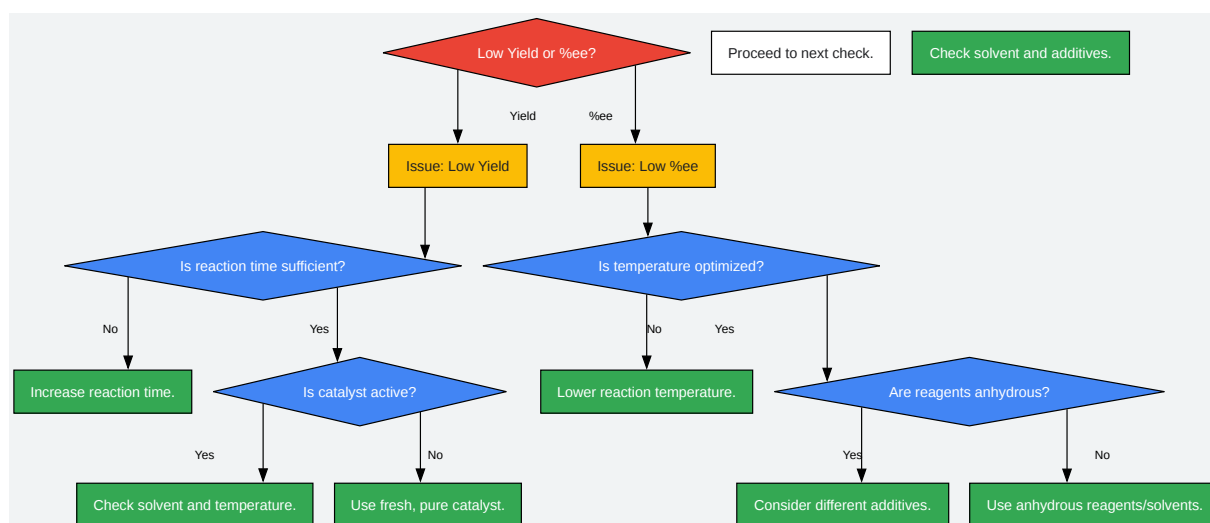 Low Yield or %ee?
Proceed to next check.
Check solvent and additives.
Yield
%ee
Issue: Low Yield
Issue: Low %ee
Is reaction time sufficient?
Is temperature optimized?
No
Yes
No
Yes
Increase reaction time.
Is catalyst active?
Lower reaction temperature.
Are reagents anhydrous?
Yes
No
Yes
No
Check solvent and temperature.
Use fresh, pure catalyst.
Consider different additives.
Use anhydrous reagents/solvents.